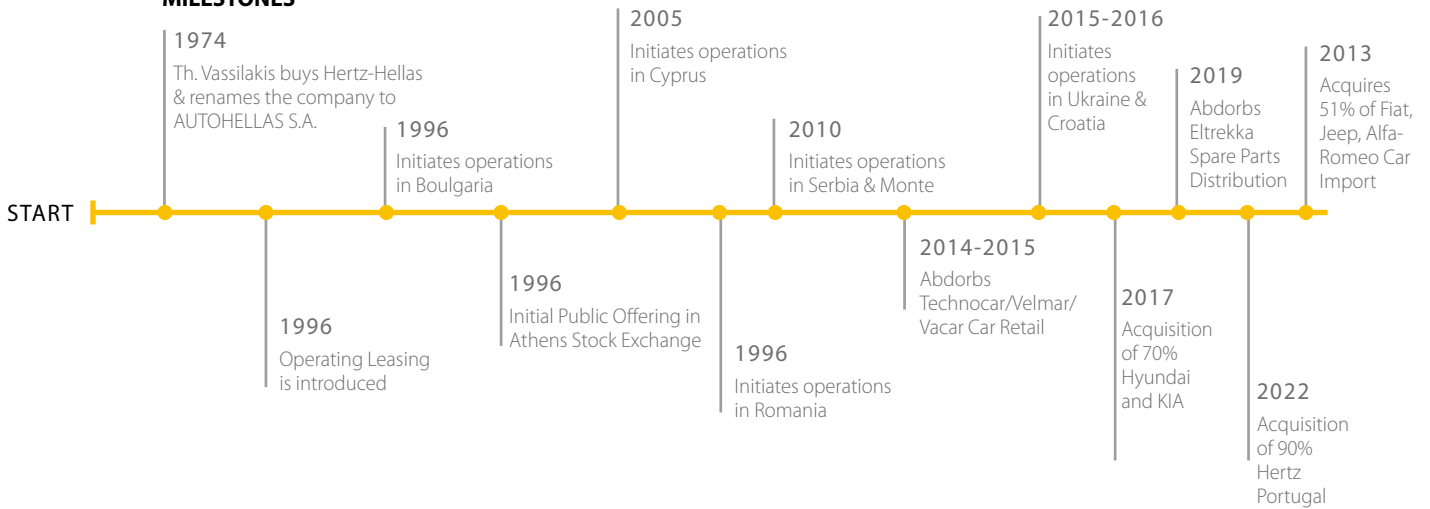 MILESTONES
START
1974
Th. Vassilakis buys Hertz-Hellas
& renames the company to
AUTOHELLAS S.A.
1996
Operating Leasing
is introduced
1996
Initiates operations
in Boulgaria
1996
Initial Public Offering in
Athens Stock Exchange
2005
Initiates operations
in Cyprus
1996
Initiates operations
in Romania
2010
Initiates operations
in Serbia & Monte
2014-2015
Abdorbs
Technocar/Velmar/
Vacar Car Retail
2015-2016
Initiates
operations
in Ukraine &
Croatia
2017
Acquisition
of 70%
Hyundai
and KIA
2019
Abdorbs
Eltrekka
Spare Parts
Distribution
2022
Acquisition
of 90%
Hertz
Portugal
2013
Acquires
51% of Fiat,
Jeep, Alfa-
Romeo Car
Import